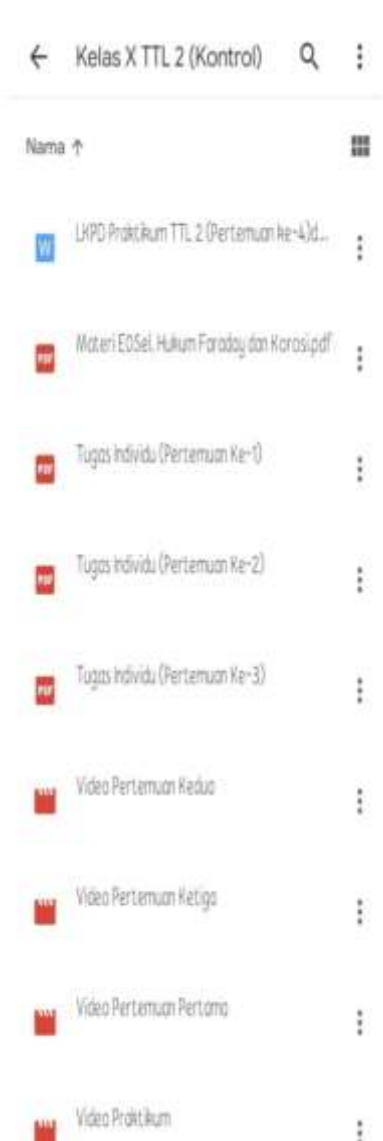 Kelas X TTL 2 (Kontrol)
Nama ↑
LKPD Praktikum TTL 2 (Pertemuan ke-4)d...
Materi EDSel, Hukum Faraday dan Korosi.pdf
Tugas Individu (Pertemuan Ke-1)
Tugas Individu (Pertemuan Ke-2)
Tugas Individu (Pertemuan Ke-3)
Video Pertemuan Kedua
Video Pertemuan Ketiga
Video Pertemuan Pertama
Video Praktikum